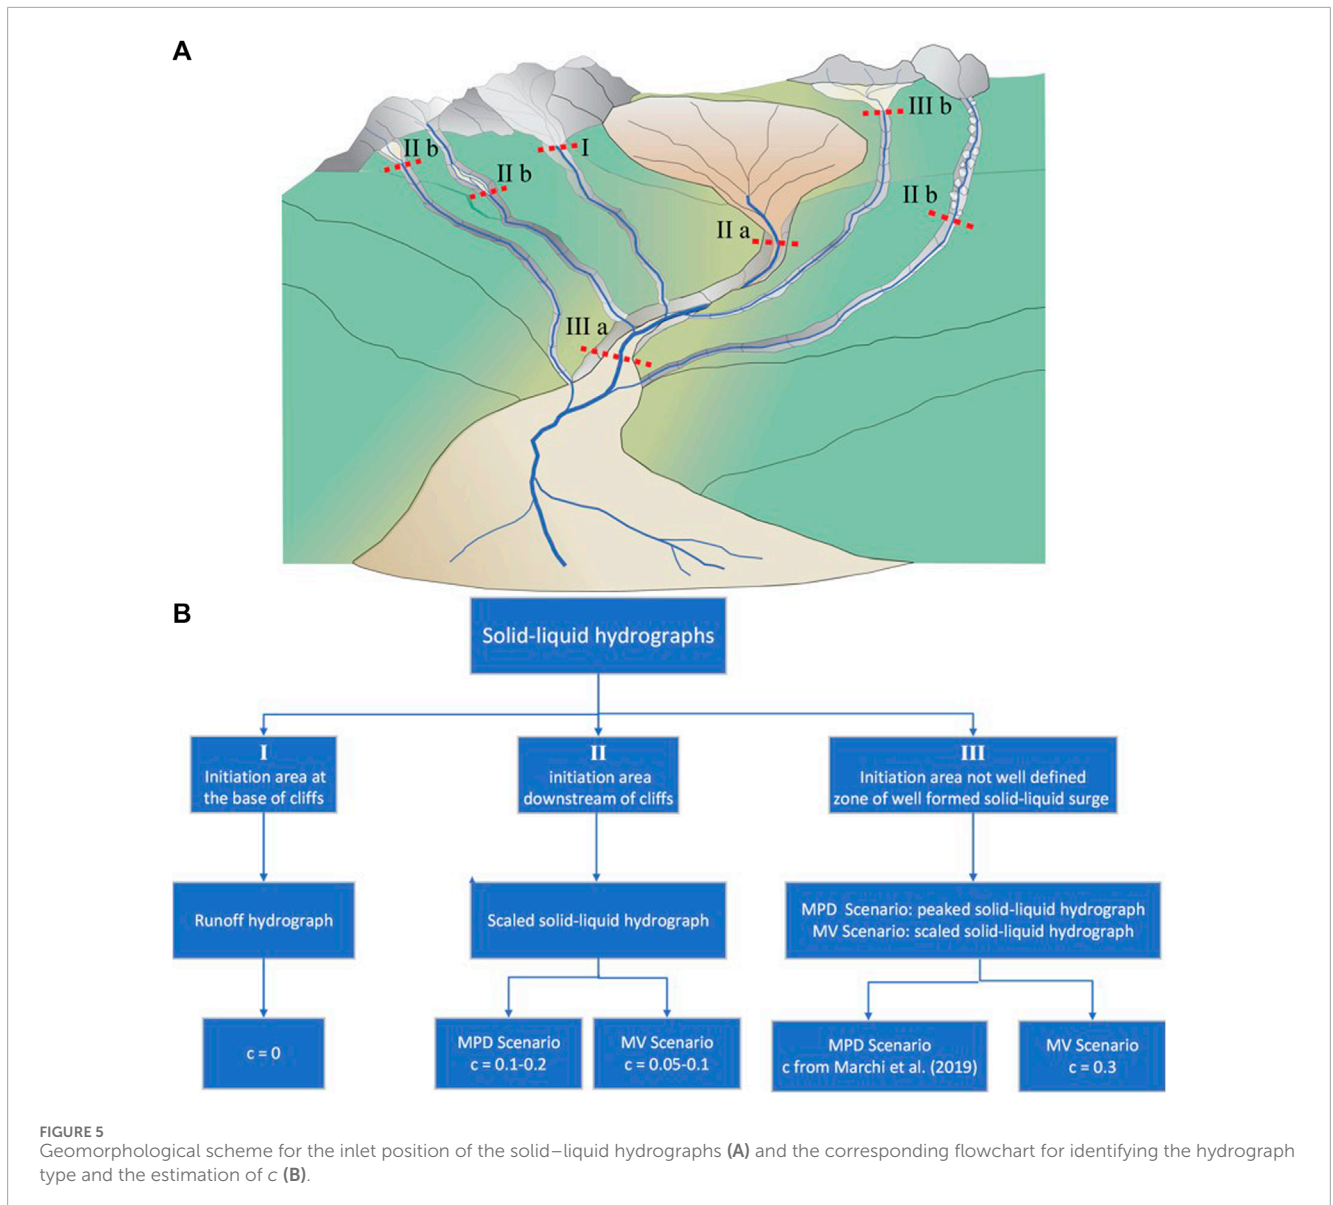 A
III b
II b
I
II b
II b
II a
III a
B
Solid-liquid hydrographs
I
Initiation area at
the base of cliffs
II
initiation area
downstream of cliffs
III
Initiation area not well defined
zone of well formed solid-liquid surge
Runoff hydrograph
Scaled solid-liquid hydrograph
MPD Scenario: peaked solid-liquid hydrograph
MV Scenario: scaled solid-liquid hydrograph
c = 0
MPD Scenario
c = 0.1-0.2
MV Scenario
c = 0.05-0.1
MPD Scenario
c from Marchi et al. (2019)
MV Scenario
c = 0.3
FIGURE 5
Geomorphological scheme for the inlet position of the solid–liquid hydrographs (A) and the corresponding flowchart for identifying the hydrograph
type and the estimation of c (B).